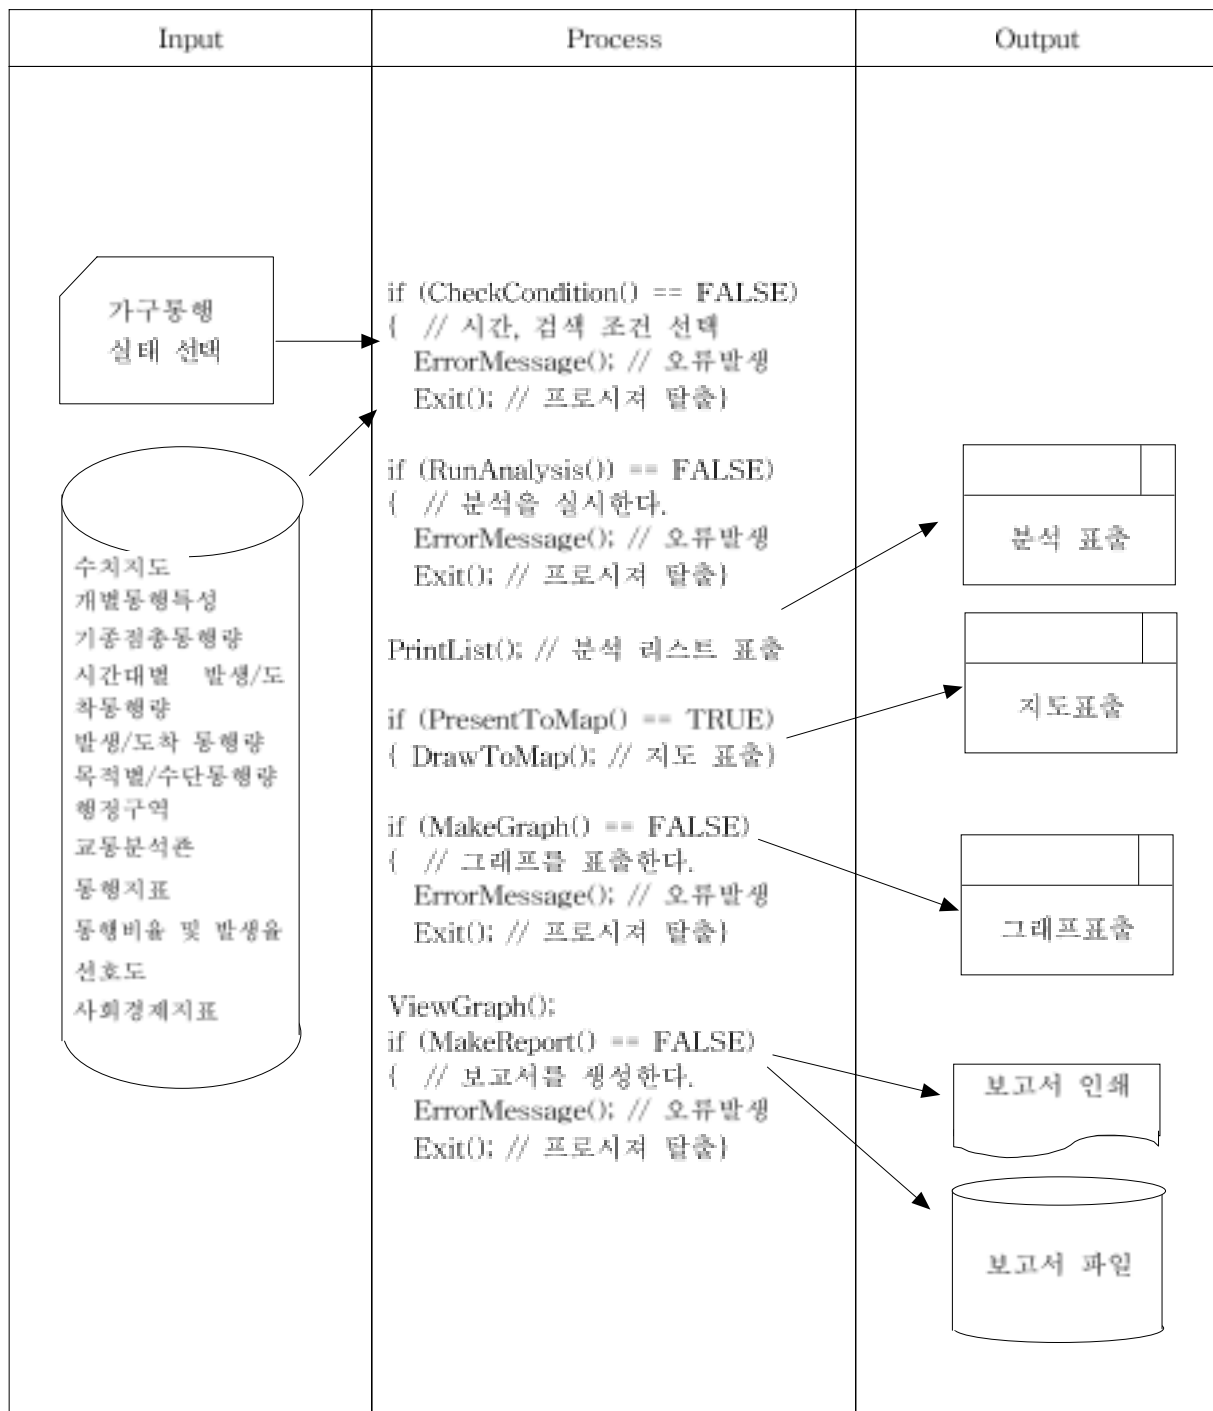 Input
Process
Output
가구통행
실태 선택
수치지도
개별통행특성
기종점총통행량
시간대별 발생/도
착통행량
발생/도착 통행량
목적별/수단통행량
행정구역
교통분석존
통행지표
통행비율 및 발생율
선호도
사회경제지표
if (CheckCondition() == FALSE)
{ // 시간, 검색 조건 선택
ErrorMessage(); // 오류발생
Exit(); // 프로시져 탈출}
if (RunAnalysis()) == FALSE)
{ // 분석을 실시한다.
ErrorMessage(); // 오류발생
Exit(); // 프로시져 탈출}
PrintList(); // 분석 리스트 표출
if (PresentToMap() == TRUE)
{ DrawToMap(); // 지도 표출}
if (MakeGraph() == FALSE)
{ // 그래프를 표출한다.
ErrorMessage(); // 오류발생
Exit(); // 프로시져 탈출}
ViewGraph();
if (MakeReport() == FALSE)
{ // 보고서를 생성한다.
ErrorMessage(); // 오류발생
Exit(); // 프로시져 탈출}
분석 표출
지도표출
그래프표출
보고서 인쇄
보고서 파일